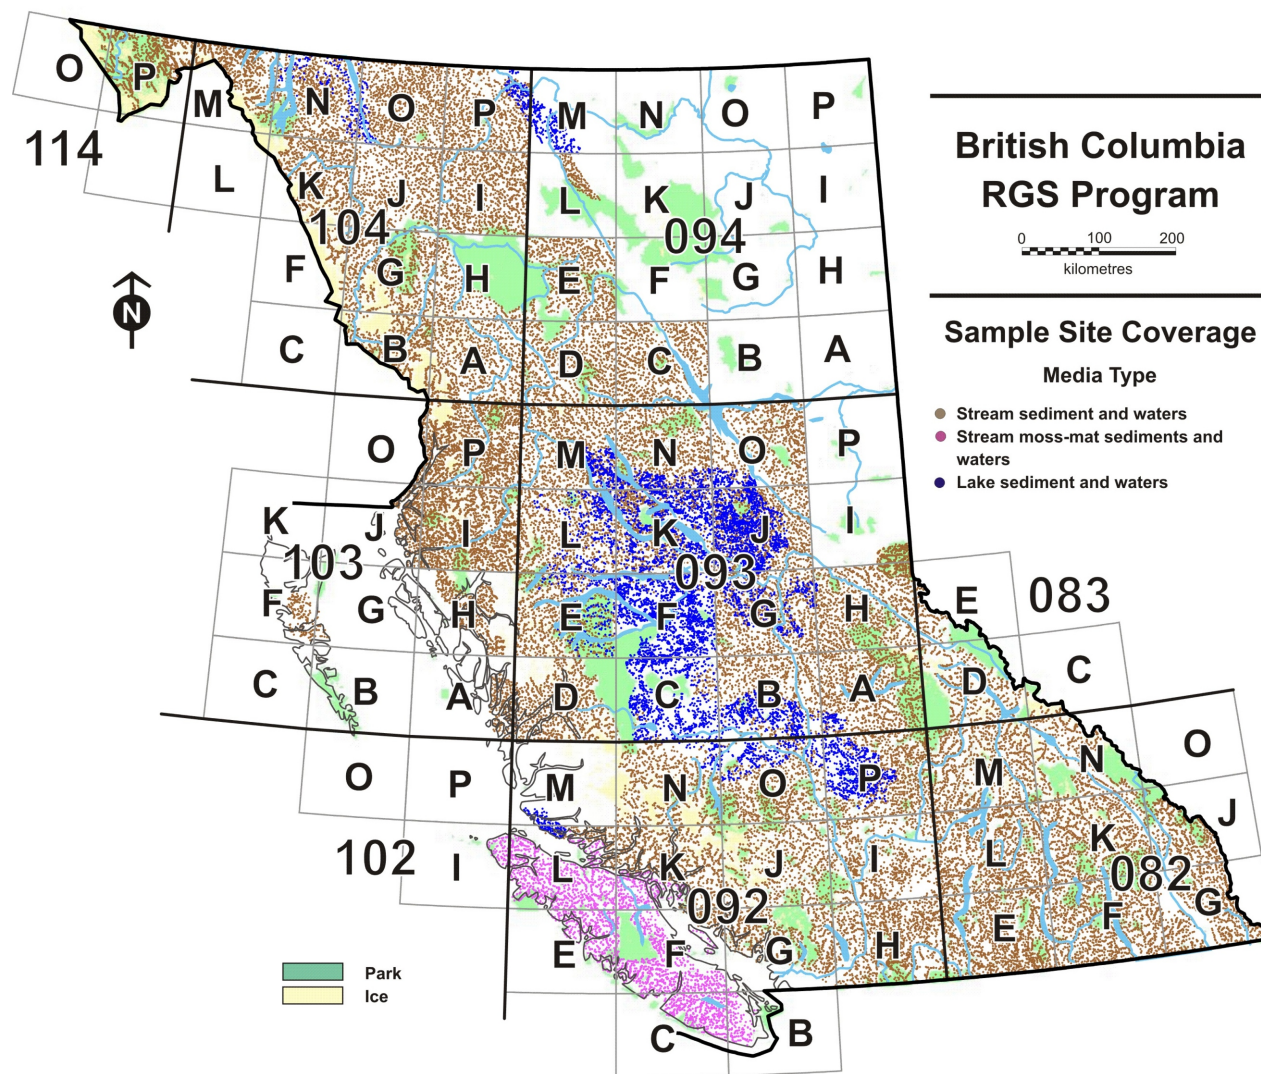 O
P
M
N
O
P
M
N
O
P
114
L
K
J
I
L
K
J
I
104
094
F
G
H
E
F
G
H
N
C
B
A
D
C
B
A
O
P
M
N
O
P
K
J
I
L
K
J
I
103
093
F
G
H
E
F
G
H
E
083
C
B
A
D
C
B
A
D
C
O
P
M
N
O
P
M
N
O
102
I
L
K
J
I
L
K
J
092
082
E
F
G
H
E
F
G
C
B
British Columbia
RGS Program
0 100 200
kilometres
Sample Site Coverage
Media Type
Stream sediment and waters
Stream moss-mat sediments and
waters
Lake sediment and waters
Park
Ice